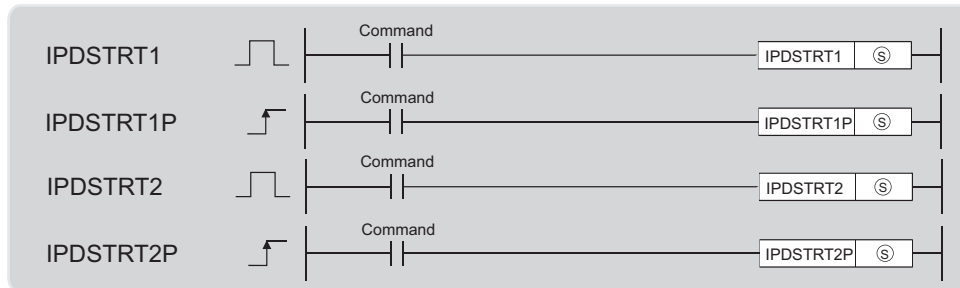 Command
IPDSTRT1 IPDSTRT1 Ⓢ
Command
IPDSTRT1P IPDSTRT1P Ⓢ
Command
IPDSTRT2 IPDSTRT2 Ⓢ
Command
IPDSTRT2P IPDSTRT2P Ⓢ